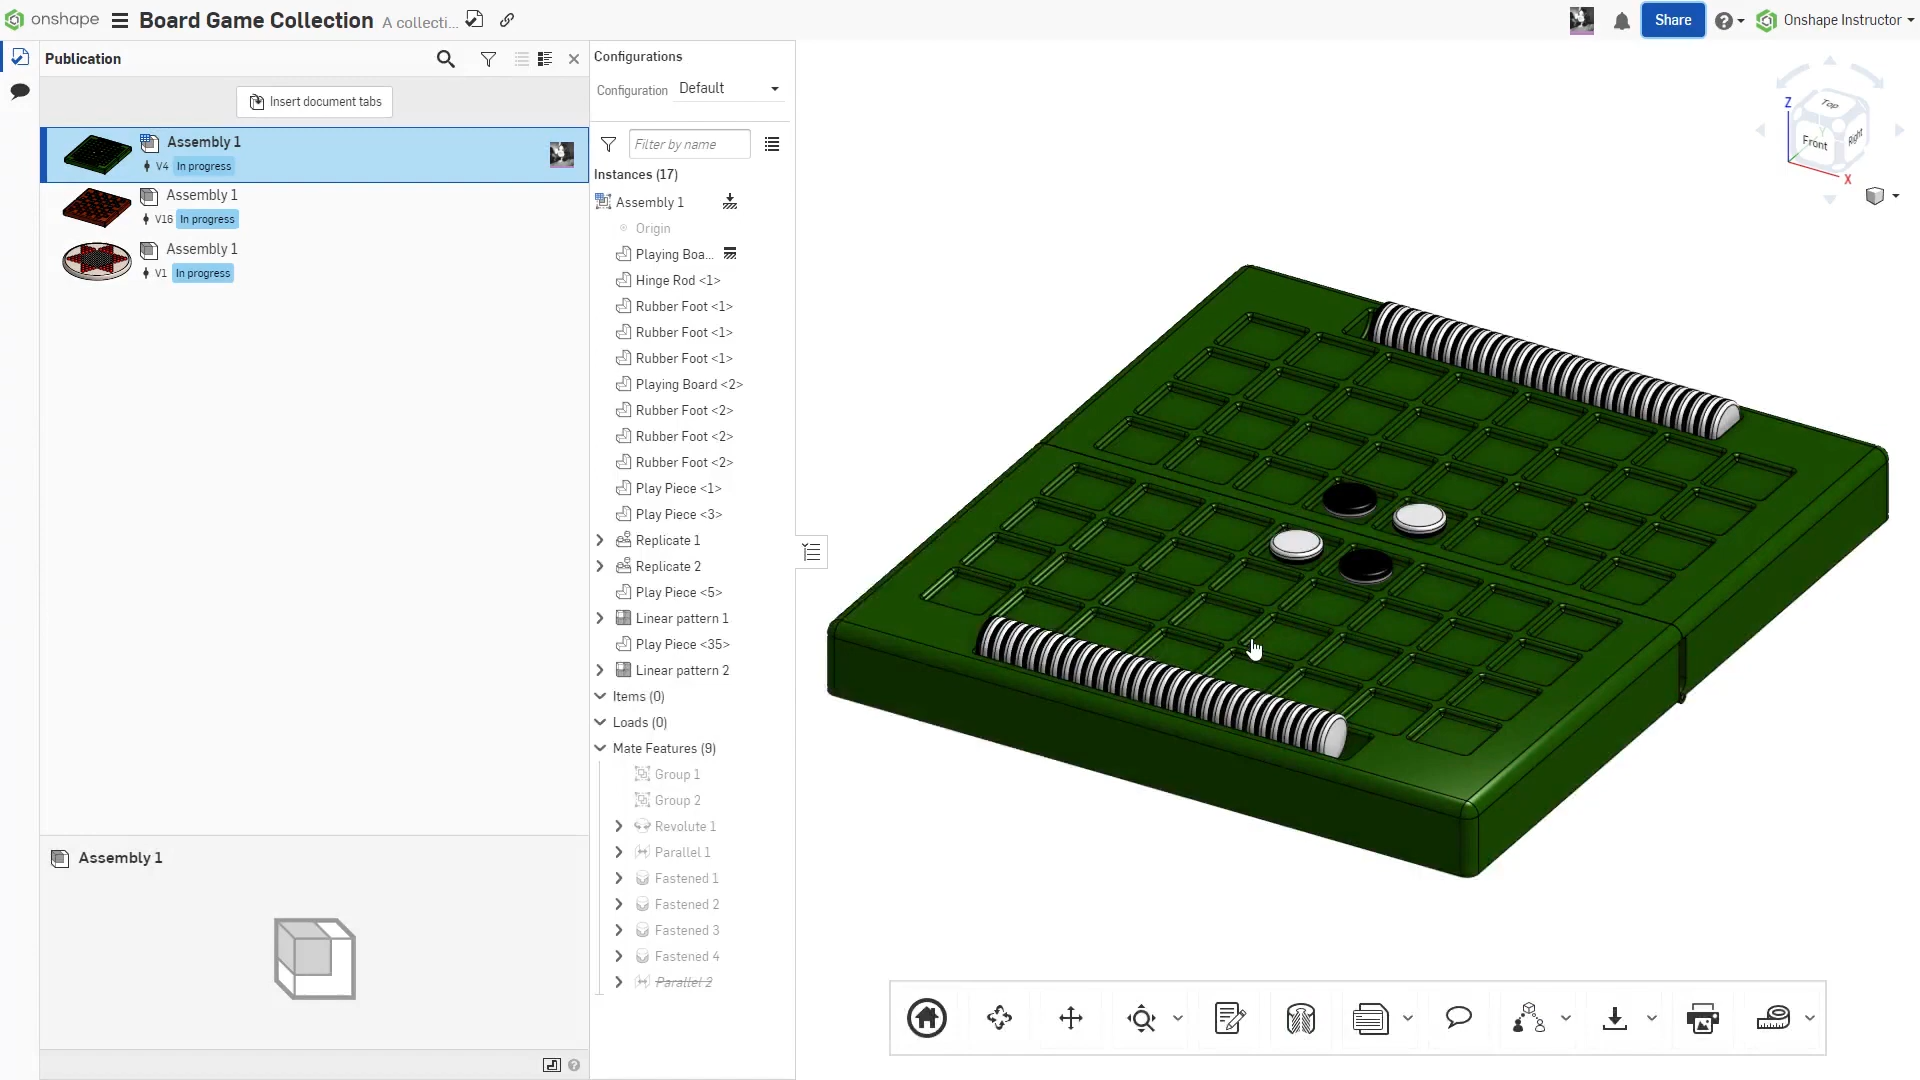 onshape
Board Game Collection A collecti...
Share
Onshape Instructor
Publication
Insert document tabs
Assembly 1
V4 In progress
Assembly 1
V16 In progress
Assembly 1
V1 In progress
Assembly 1
Configurations
Configuration Default
Filter by name
Instances (17)
Assembly 1
Origin
Playing Boa...
Hinge Rod <1>
Rubber Foot <1>
Rubber Foot <1>
Rubber Foot <1>
Playing Board <2>
Rubber Foot <2>
Rubber Foot <2>
Rubber Foot <2>
Play Piece <1>
Play Piece <3>
Replicate 1
Replicate 2
Play Piece <5>
Linear pattern 1
Play Piece <35>
Linear pattern 2
Items (0)
Loads (0)
Mate Features (9)
Group 1
Group 2
Revolute 1
Parallel 1
Fastened 1
Fastened 2
Fastened 3
Fastened 4
Parallel 2
Z
Top
Y
Front
Right
X